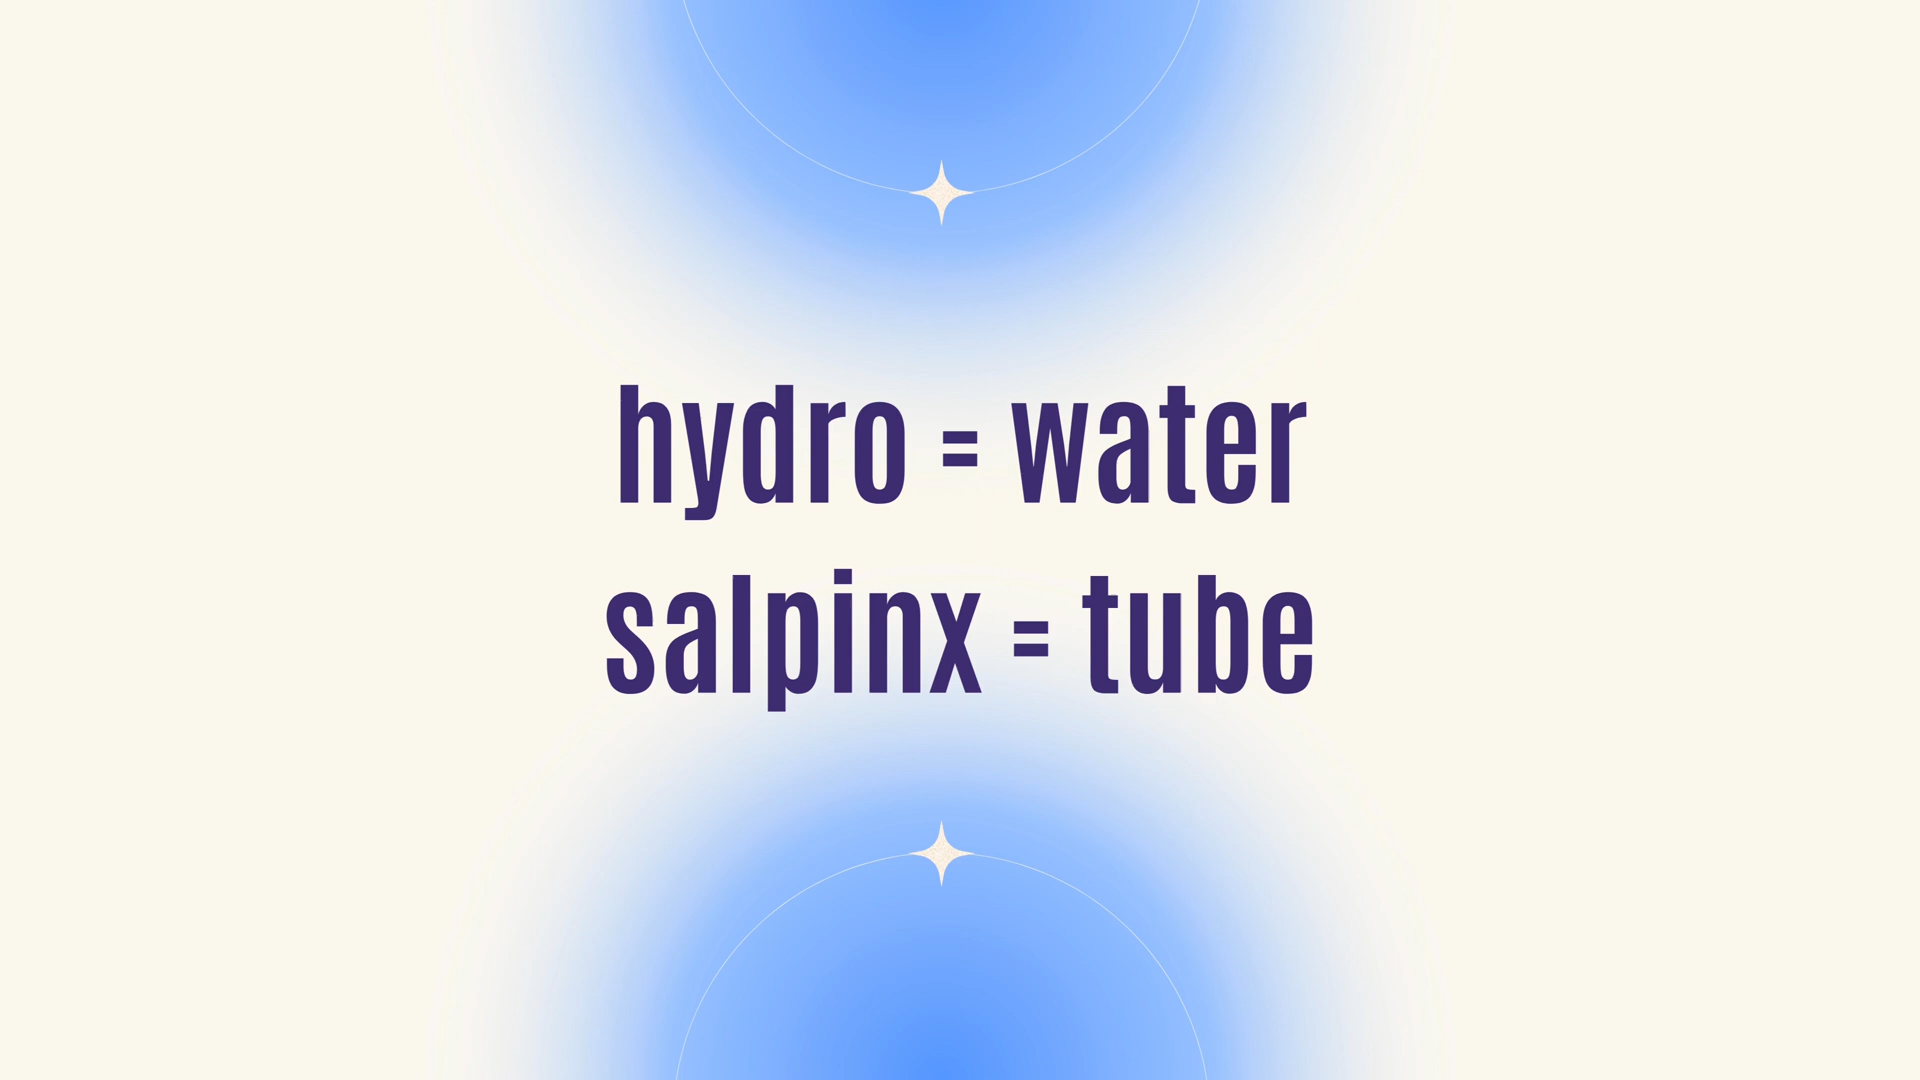 hydro = water
salpinx = tube